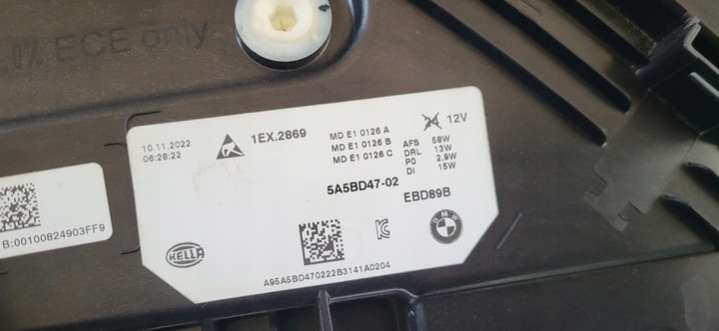 ECE only
10.11.2022
06:28:22
1EX.2869
MD E1 0126 A
MD E1 0126 B
MD E1 0126 C
12V
AFS 58W
DRL 13W
PO 2,9W
DI 15W
5A5BD47-02
EBD89B
BMW
HELLA
A95A5BD470222B3141A0204
B:00100824903FF9